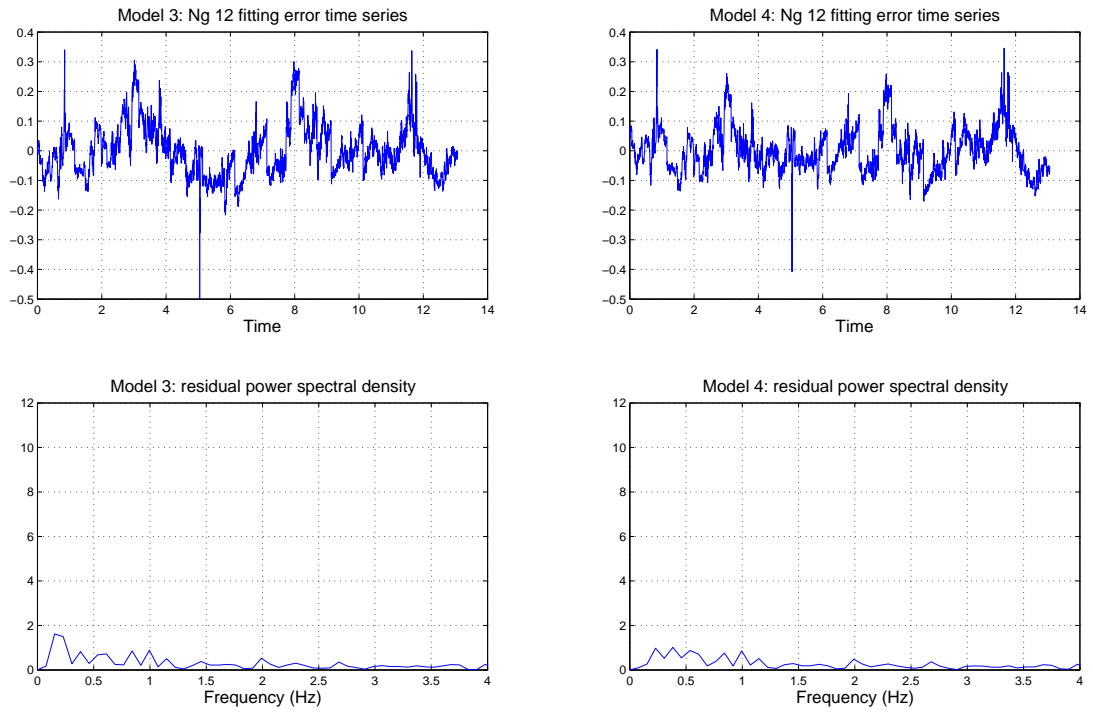 Model 3: Ng 12 fitting error time series
0.4
0.3
0.2
0.1
0
−0.1
−0.2
−0.3
−0.4
−0.5
0 2 4 6 8 10 12 14
Time
Model 4: Ng 12 fitting error time series
0.4
0.3
0.2
0.1
0
−0.1
−0.2
−0.3
−0.4
−0.5
0 2 4 6 8 10 12 14
Time
Model 3: residual power spectral density
12
10
8
6
4
2
0
0 0.5 1 1.5 2 2.5 3 3.5 4
Frequency (Hz)
Model 4: residual power spectral density
12
10
8
6
4
2
0
0 0.5 1 1.5 2 2.5 3 3.5 4
Frequency (Hz)